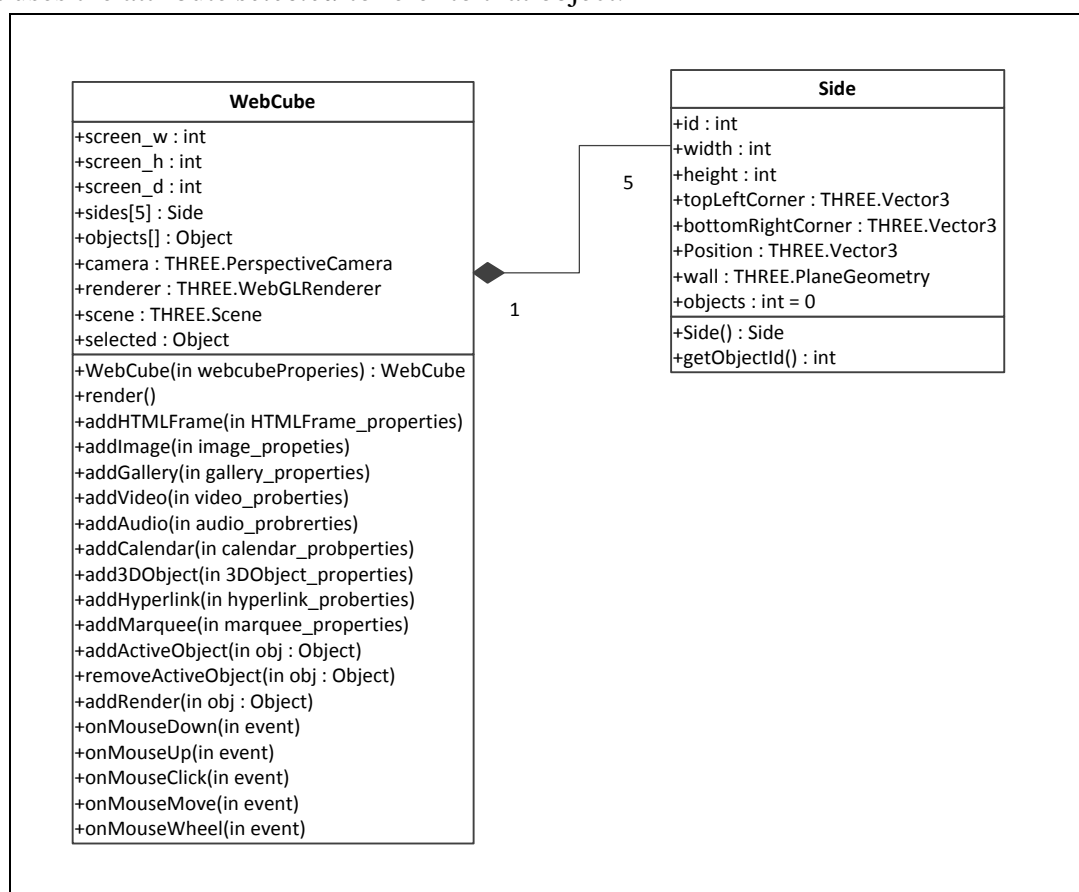 WebCube
+screen_w : int
+screen_h : int
+screen_d : int
+sides[5] : Side
+objects[] : Object
+camera : THREE.PerspectiveCamera
+renderer : THREE.WebGLRenderer
+scene : THREE.Scene
+selected : Object
+WebCube(in webcubeProperies) : WebCube
+render()
+addHTMLFrame(in HTMLFrame_properties)
+addImage(in image_propeties)
+addGallery(in gallery_properties)
+addVideo(in video_proberties)
+addAudio(in audio_probrerties)
+addCalendar(in calendar_probperties)
+add3DObject(in 3DObject_properties)
+addHyperlink(in hyperlink_proberties)
+addMarquee(in marquee_properties)
+addActiveObject(in obj : Object)
+removeActiveObject(in obj : Object)
+addRender(in obj : Object)
+onMouseDown(in event)
+onMouseUp(in event)
+onMouseClick(in event)
+onMouseMove(in event)
+onMouseWheel(in event)
1
5
Side
+id : int
+width : int
+height : int
+topLeftCorner : THREE.Vector3
+bottomRightCorner : THREE.Vector3
+Position : THREE.Vector3
+wall : THREE.PlaneGeometry
+objects : int = 0
+Side() : Side
+getObjectId() : int